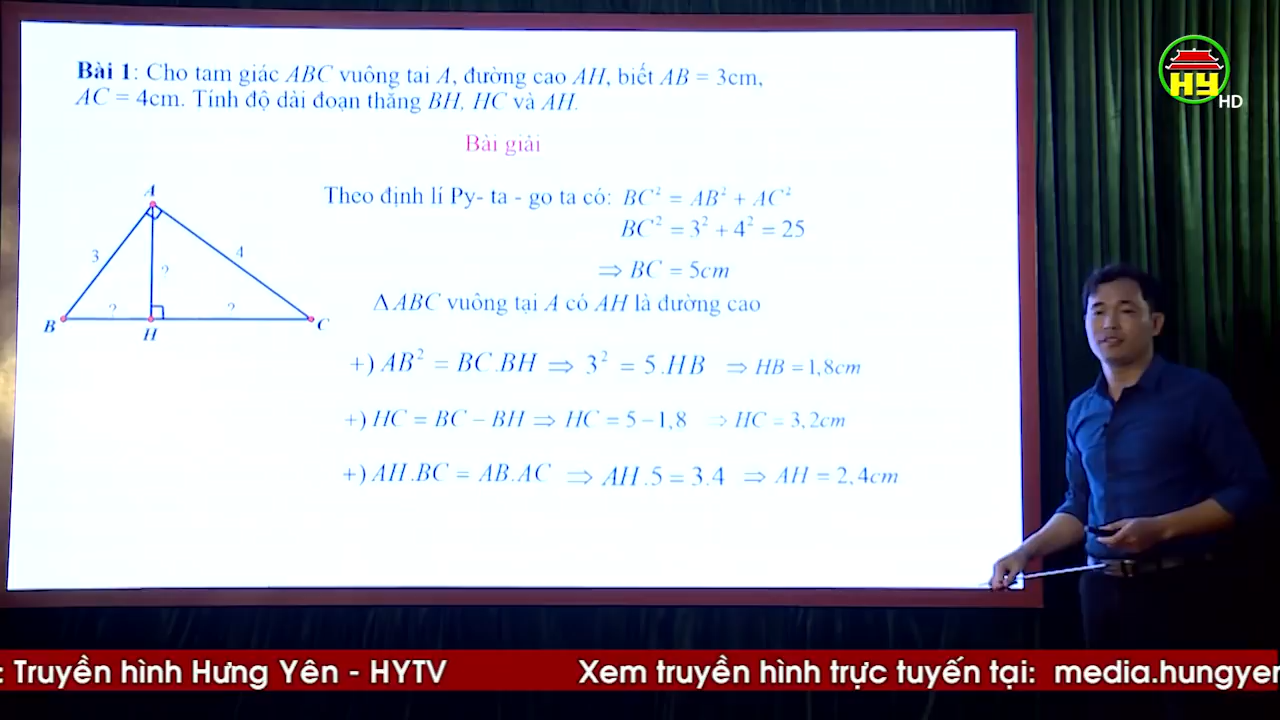 Bài 1: Cho tam giác ABC vuông tai A, đường cao AH, biết AB = 3cm,
AC = 4cm. Tính độ dài đoạn thẳng BH, HC và AH.
Bài giải
Theo định lí Py- ta - go ta có: BC² = AB² + AC²
BC² = 3² + 4² = 25
⇒ BC = 5cm
Δ ABC vuông tại A có AH là đường cao
+) AB² = BC.BH ⇒ 3² = 5.HB ⇒ HB = 1,8cm
+) HC = BC − BH ⇒ HC = 5 − 1,8 ⇒ HC = 3,2cm
+) AH.BC = AB.AC ⇒ AH.5 = 3.4 ⇒ AH = 2,4cm
A
3
4
?
?
?
B
H
C
HY
HD
: Truyền hình Hưng Yên - HYTV Xem truyền hình trực tuyến tại: media.hungyen